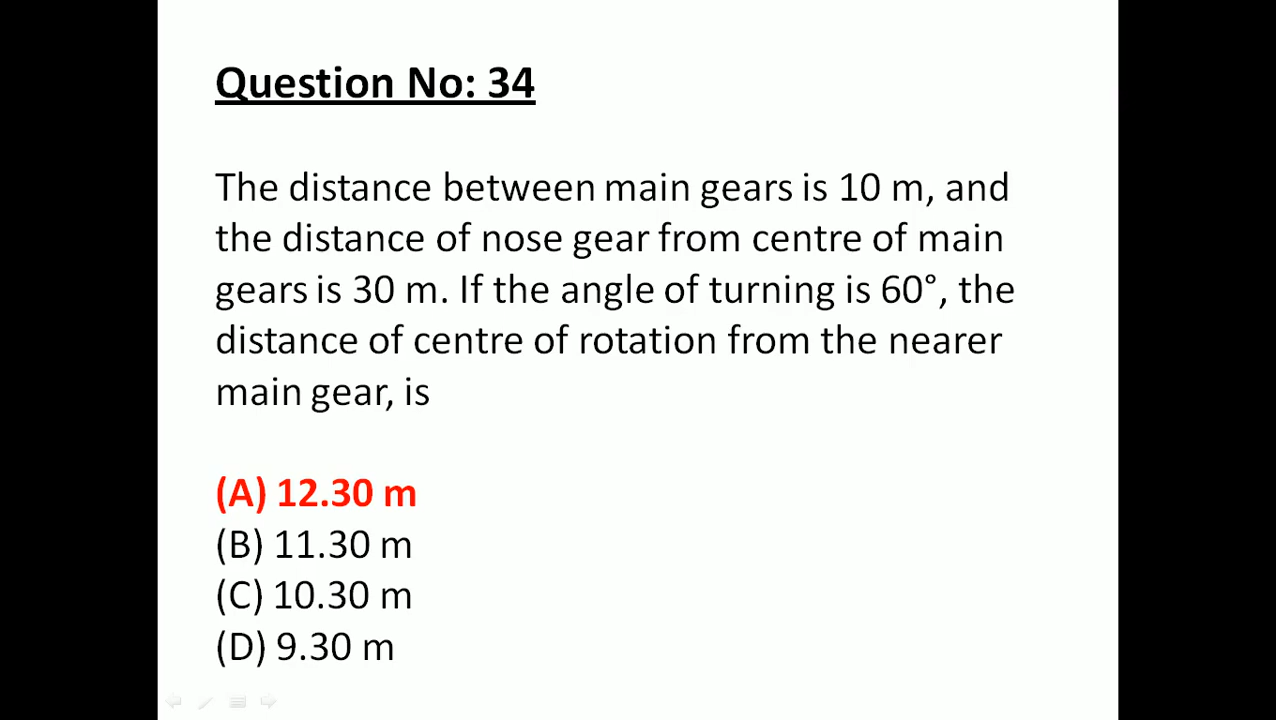 Question No: 34
The distance between main gears is 10 m, and
the distance of nose gear from centre of main
gears is 30 m. If the angle of turning is 60°, the
distance of centre of rotation from the nearer
main gear, is
(A) 12.30 m
(B) 11.30 m
(C) 10.30 m
(D) 9.30 m